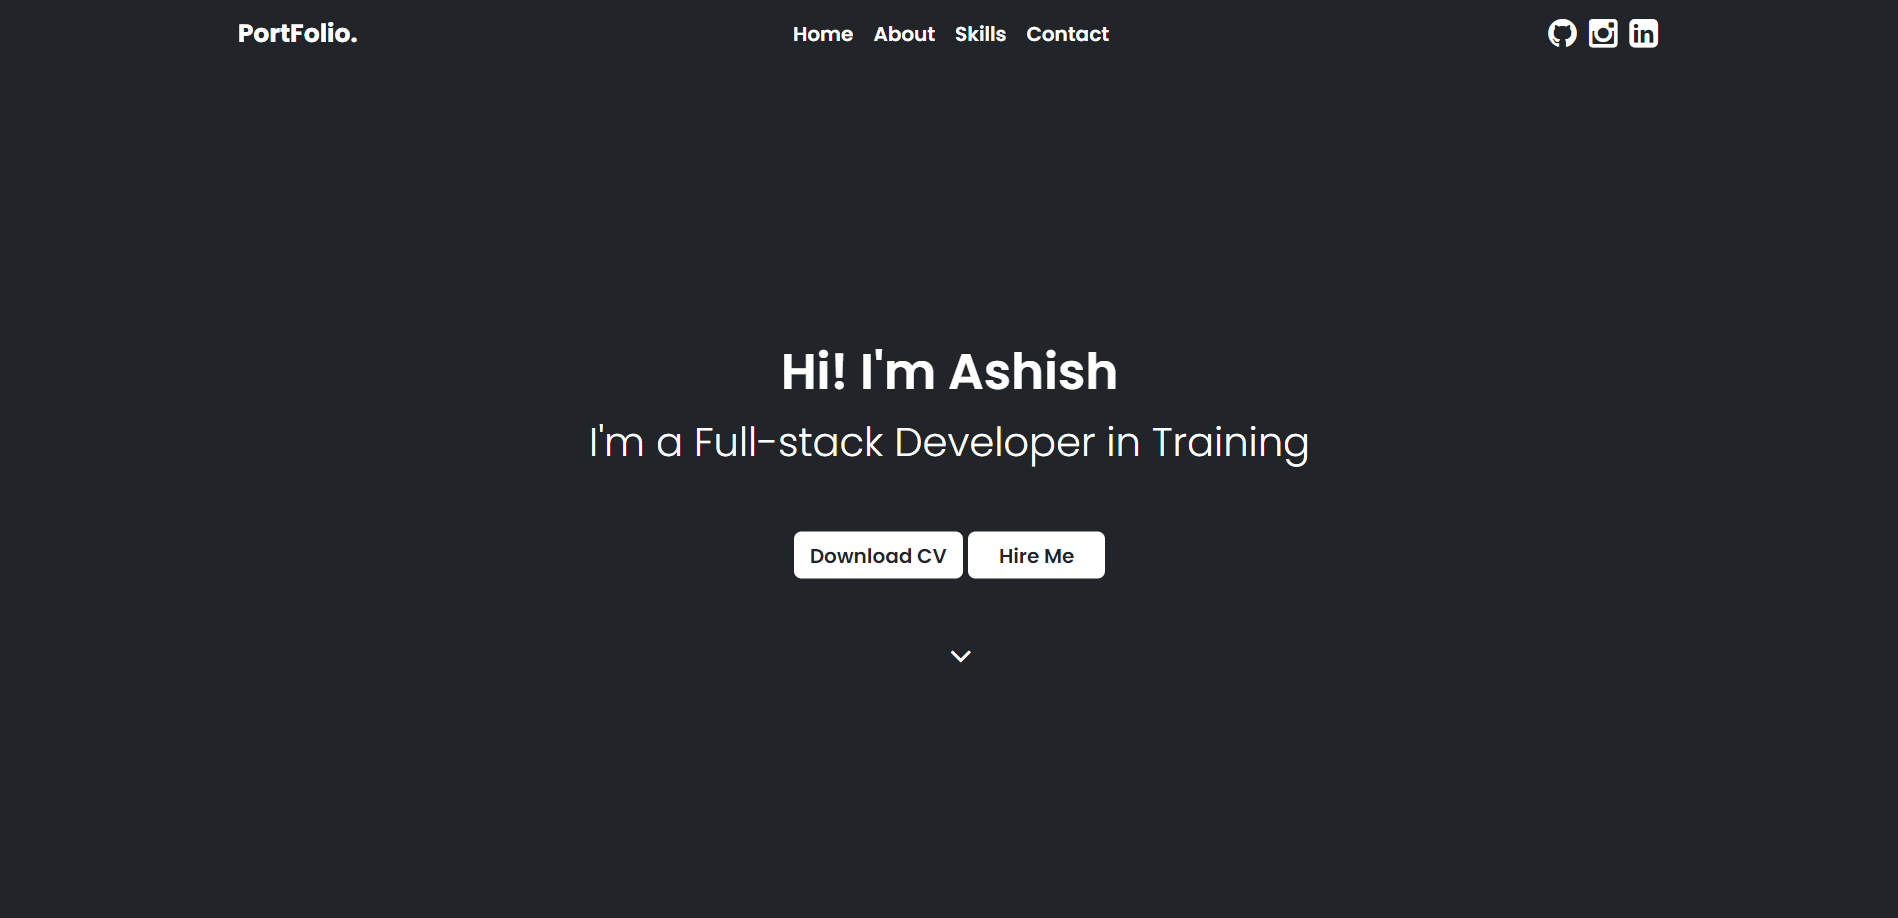 PortFolio.
Home About Skills Contact
Hi! I'm Ashish
I'm a Full-stack Developer in Training
Download CV Hire Me